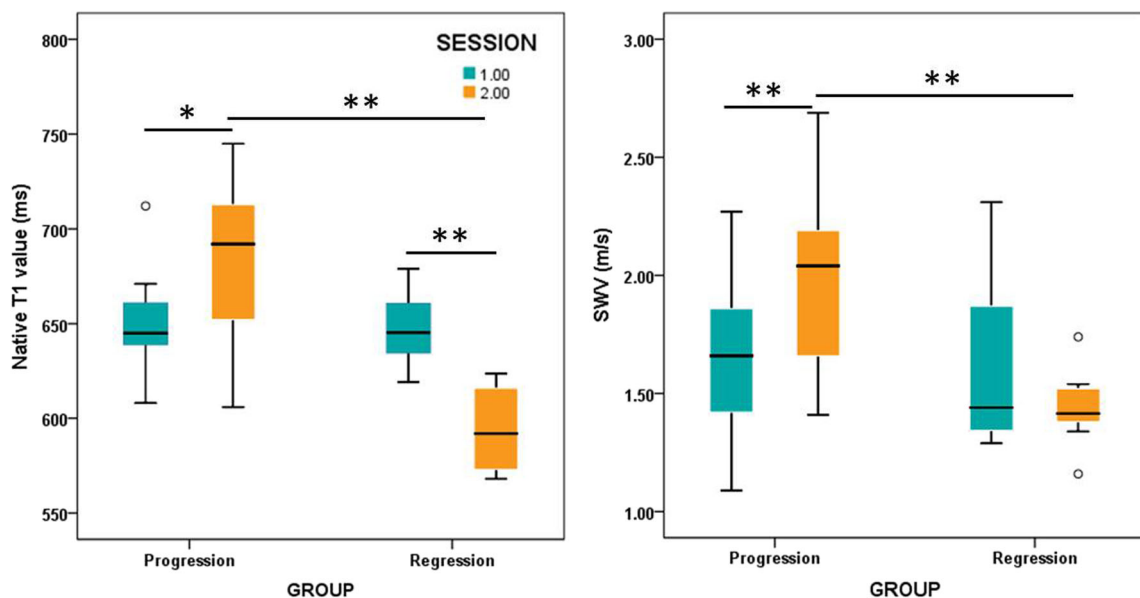 SESSION
1.00
2.00
*
**
**
800
750
700
650
600
550
Native T1 value (ms)
Progression
Regression
GROUP
**
**
3.00
2.50
2.00
1.50
1.00
SWV (m/s)
Progression
Regression
GROUP